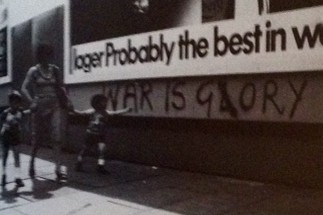 lager Probably the best in w
WAR IS GLORY